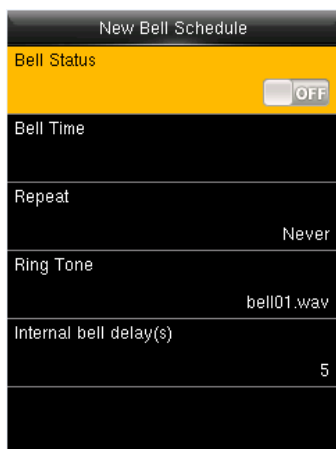 New Bell Schedule
Bell Status
OFF
Bell Time
Repeat
Never
Ring Tone
bell01.wav
Internal bell delay(s)
5